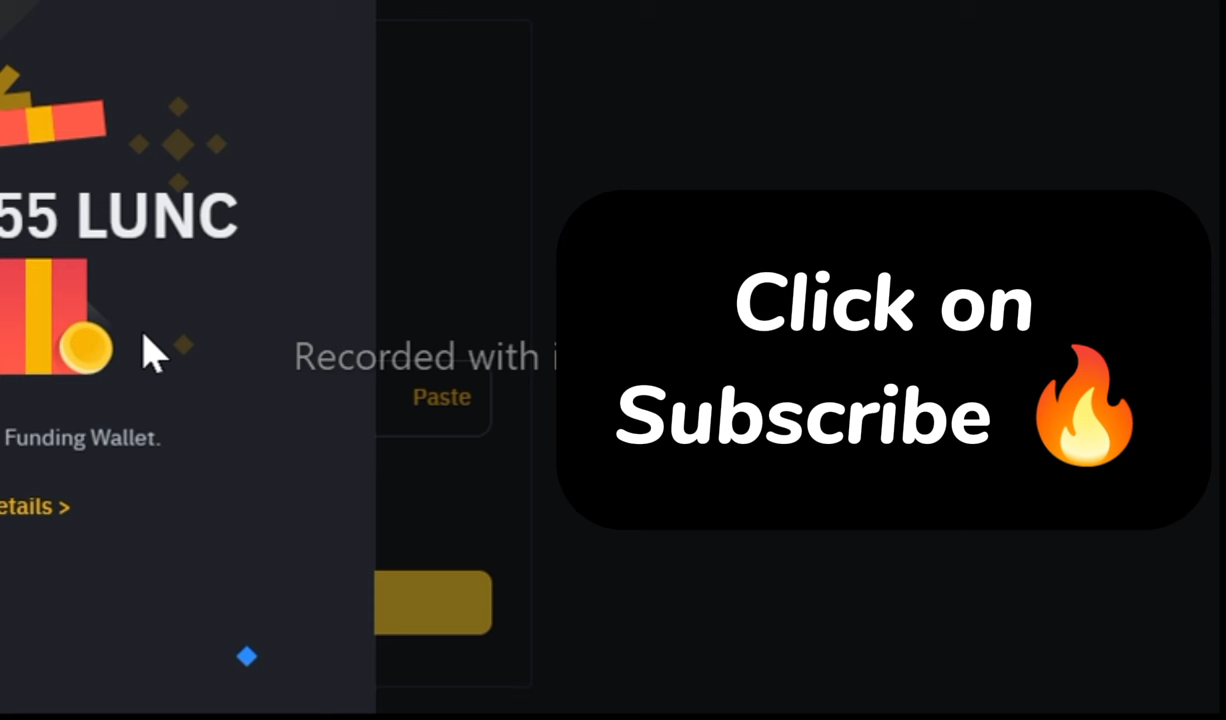 55 LUNC
Recorded with
Paste
Funding Wallet.
etails >
Click on
Subscribe 🔥